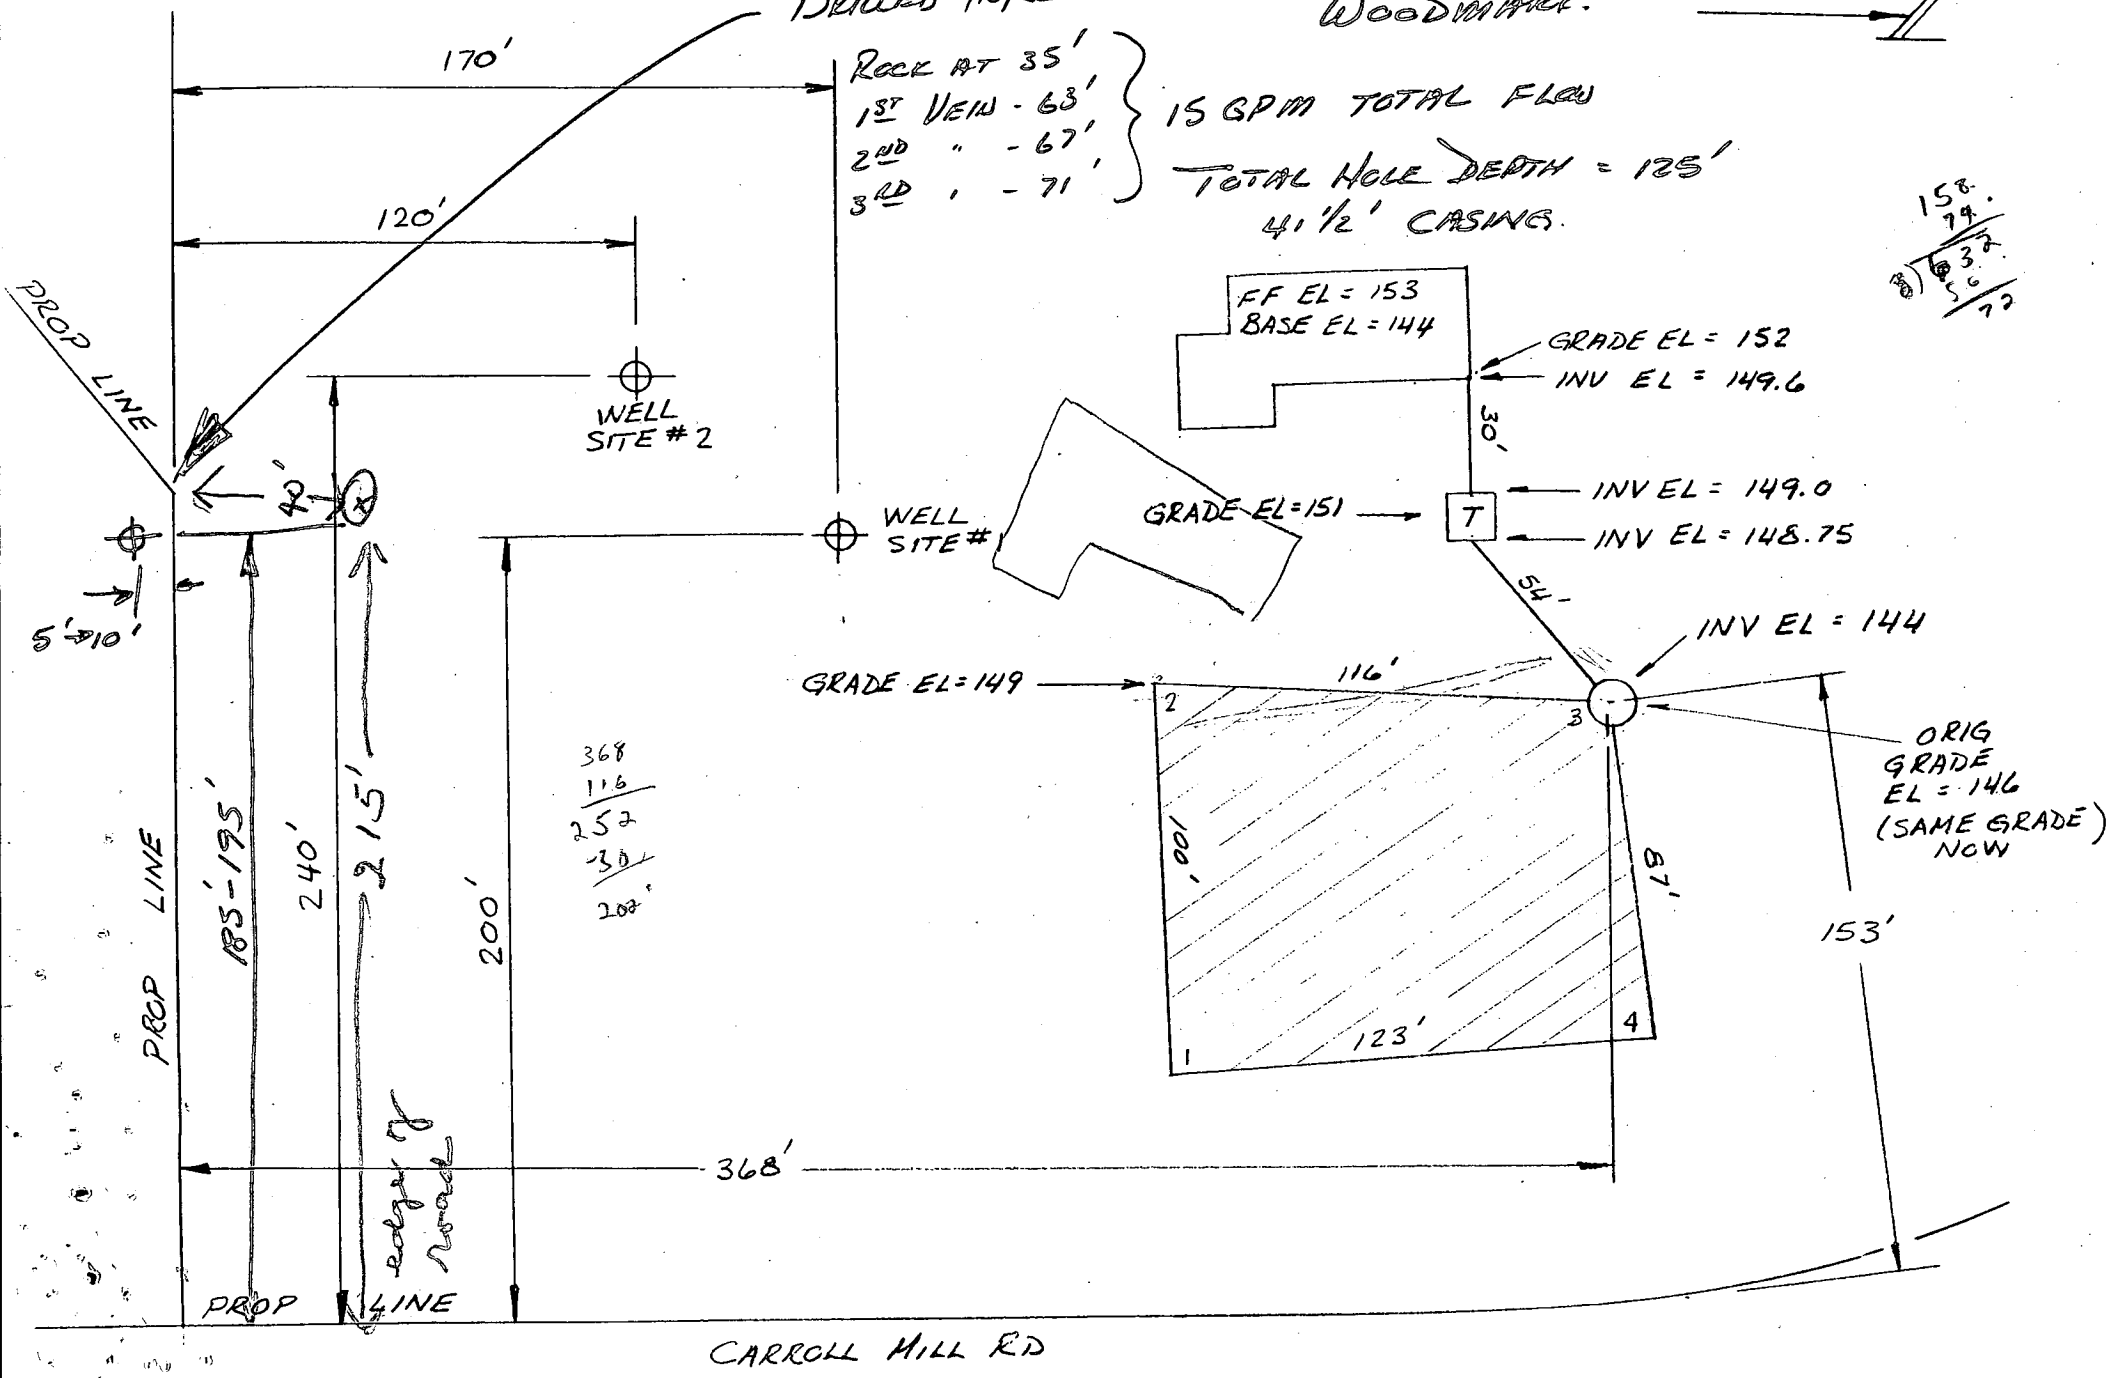 WOODMARK.
170'
ROCK AT 35'
1ST VEIN - 63'
2ND " - 67'
3RD " - 71'
15 GPM TOTAL FLOW
TOTAL HOLE DEPTH = 125'
41 1/2' CASING.
120'
158.
79.
8)632
56
72
PROP LINE
FF EL = 153
BASE EL = 144
GRADE EL = 152
INV EL = 149.6
30'
WELL
SITE # 2
40'
WELL
SITE #
GRADE EL=151
T
INV EL = 149.0
INV EL = 148.75
54'
5'→10'
INV EL = 144
GRADE EL=149
116'
2
3
ORIG
GRADE
EL = 146
(SAME GRADE)
NOW
368
116
252
-30
202
PROP LINE
185'-195'
240'
215'
200'
100'
87'
153'
123'
1
4
edge of
road
368'
PROP LINE
CARROLL MILL RD